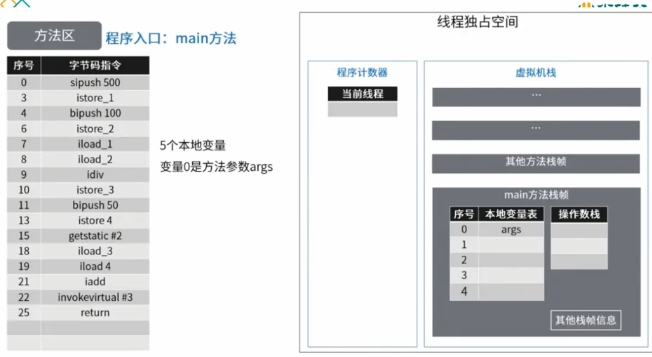 方法区
程序入口：main方法
序号 字节码指令
0 sipush 500
3 istore_1
4 bipush 100
6 istore_2
7 iload_1
8 iload_2
9 idiv
10 istore_3
11 bipush 50
13 istore 4
15 getstatic #2
18 iload_3
19 iload 4
21 iadd
22 invokevirtual #3
25 return
5个本地变量
变量0是方法参数args
线程独占空间
程序计数器
当前线程
虚拟机栈
...
...
其他方法栈帧
main方法栈帧
序号 本地变量表
0 args
1
2
3
4
操作数栈
其他栈帧信息